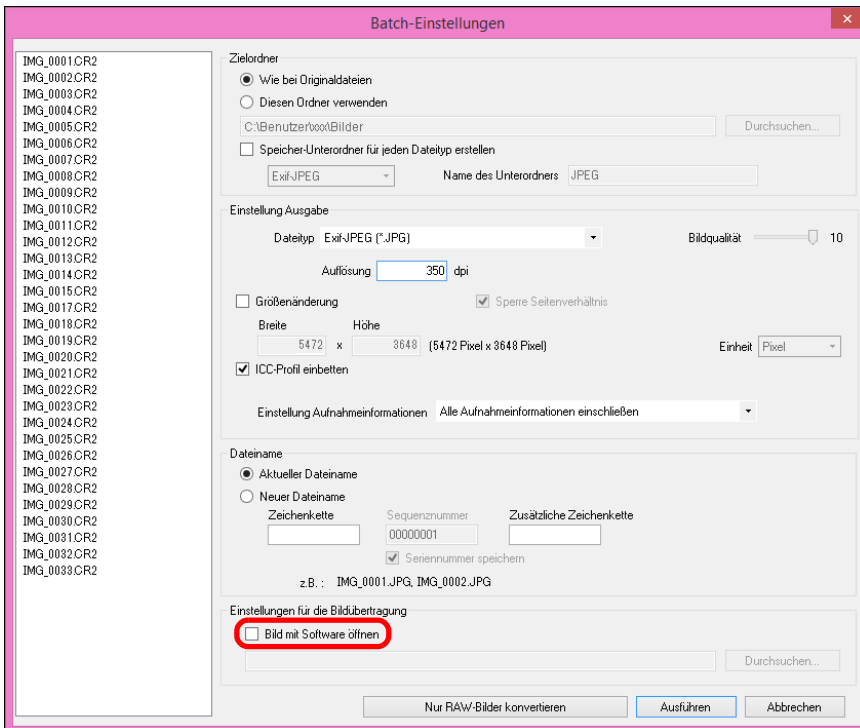 Batch-Einstellungen
IMG_0001.CR2
IMG_0002.CR2
IMG_0003.CR2
IMG_0004.CR2
IMG_0005.CR2
IMG_0006.CR2
IMG_0007.CR2
IMG_0008.CR2
IMG_0009.CR2
IMG_0010.CR2
IMG_0011.CR2
IMG_0012.CR2
IMG_0013.CR2
IMG_0014.CR2
IMG_0015.CR2
IMG_0017.CR2
IMG_0018.CR2
IMG_0019.CR2
IMG_0020.CR2
IMG_0021.CR2
IMG_0022.CR2
IMG_0023.CR2
IMG_0024.CR2
IMG_0025.CR2
IMG_0026.CR2
IMG_0027.CR2
IMG_0028.CR2
IMG_0029.CR2
IMG_0030.CR2
IMG_0031.CR2
IMG_0032.CR2
IMG_0033.CR2
Zielordner
Wie bei Originaldateien
Diesen Ordner verwenden
C:\Benutzer\xxx\Bilder Durchsuchen...
Speicher-Unterordner für jeden Dateityp erstellen
Exif-JPEG Name des Unterordners JPEG
Einstellung Ausgabe
Dateityp Exif-JPEG (*.JPG) Bildqualität 10
Auflösung 350 dpi
Größenänderung Sperre Seitenverhältnis
Breite Höhe
5472 x 3648 (5472 Pixel x 3648 Pixel) Einheit Pixel
ICC-Profil einbetten
Einstellung Aufnahmeinformationen Alle Aufnahmeinformationen einschließen
Dateiname
Aktueller Dateiname
Neuer Dateiname
Zeichenkette Sequenznummer Zusätzliche Zeichenkette
00000001
Seriennummer speichern
z.B. : IMG_0001.JPG, IMG_0002.JPG
Einstellungen für die Bildübertragung
Bild mit Software öffnen
Durchsuchen...
Nur RAW-Bilder konvertieren Ausführen Abbrechen